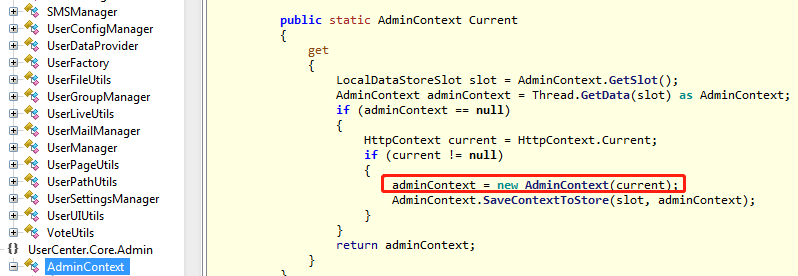 SMSManager
UserConfigManager
UserDataProvider
UserFactory
UserFileUtils
UserGroupManager
UserLiveUtils
UserMailManager
UserManager
UserPageUtils
UserPathUtils
UserSettingsManager
UserUIUtils
VoteUtils
{} UserCenter.Core.Admin
AdminContext
public static AdminContext Current
{
    get
    {
        LocalDataStoreSlot slot = AdminContext.GetSlot();
        AdminContext adminContext = Thread.GetData(slot) as AdminContext;
        if (adminContext == null)
        {
            HttpContext current = HttpContext.Current;
            if (current != null)
            {
                adminContext = new AdminContext(current);
                AdminContext.SaveContextToStore(slot, adminContext);
            }
        }
        return adminContext;
    }
}